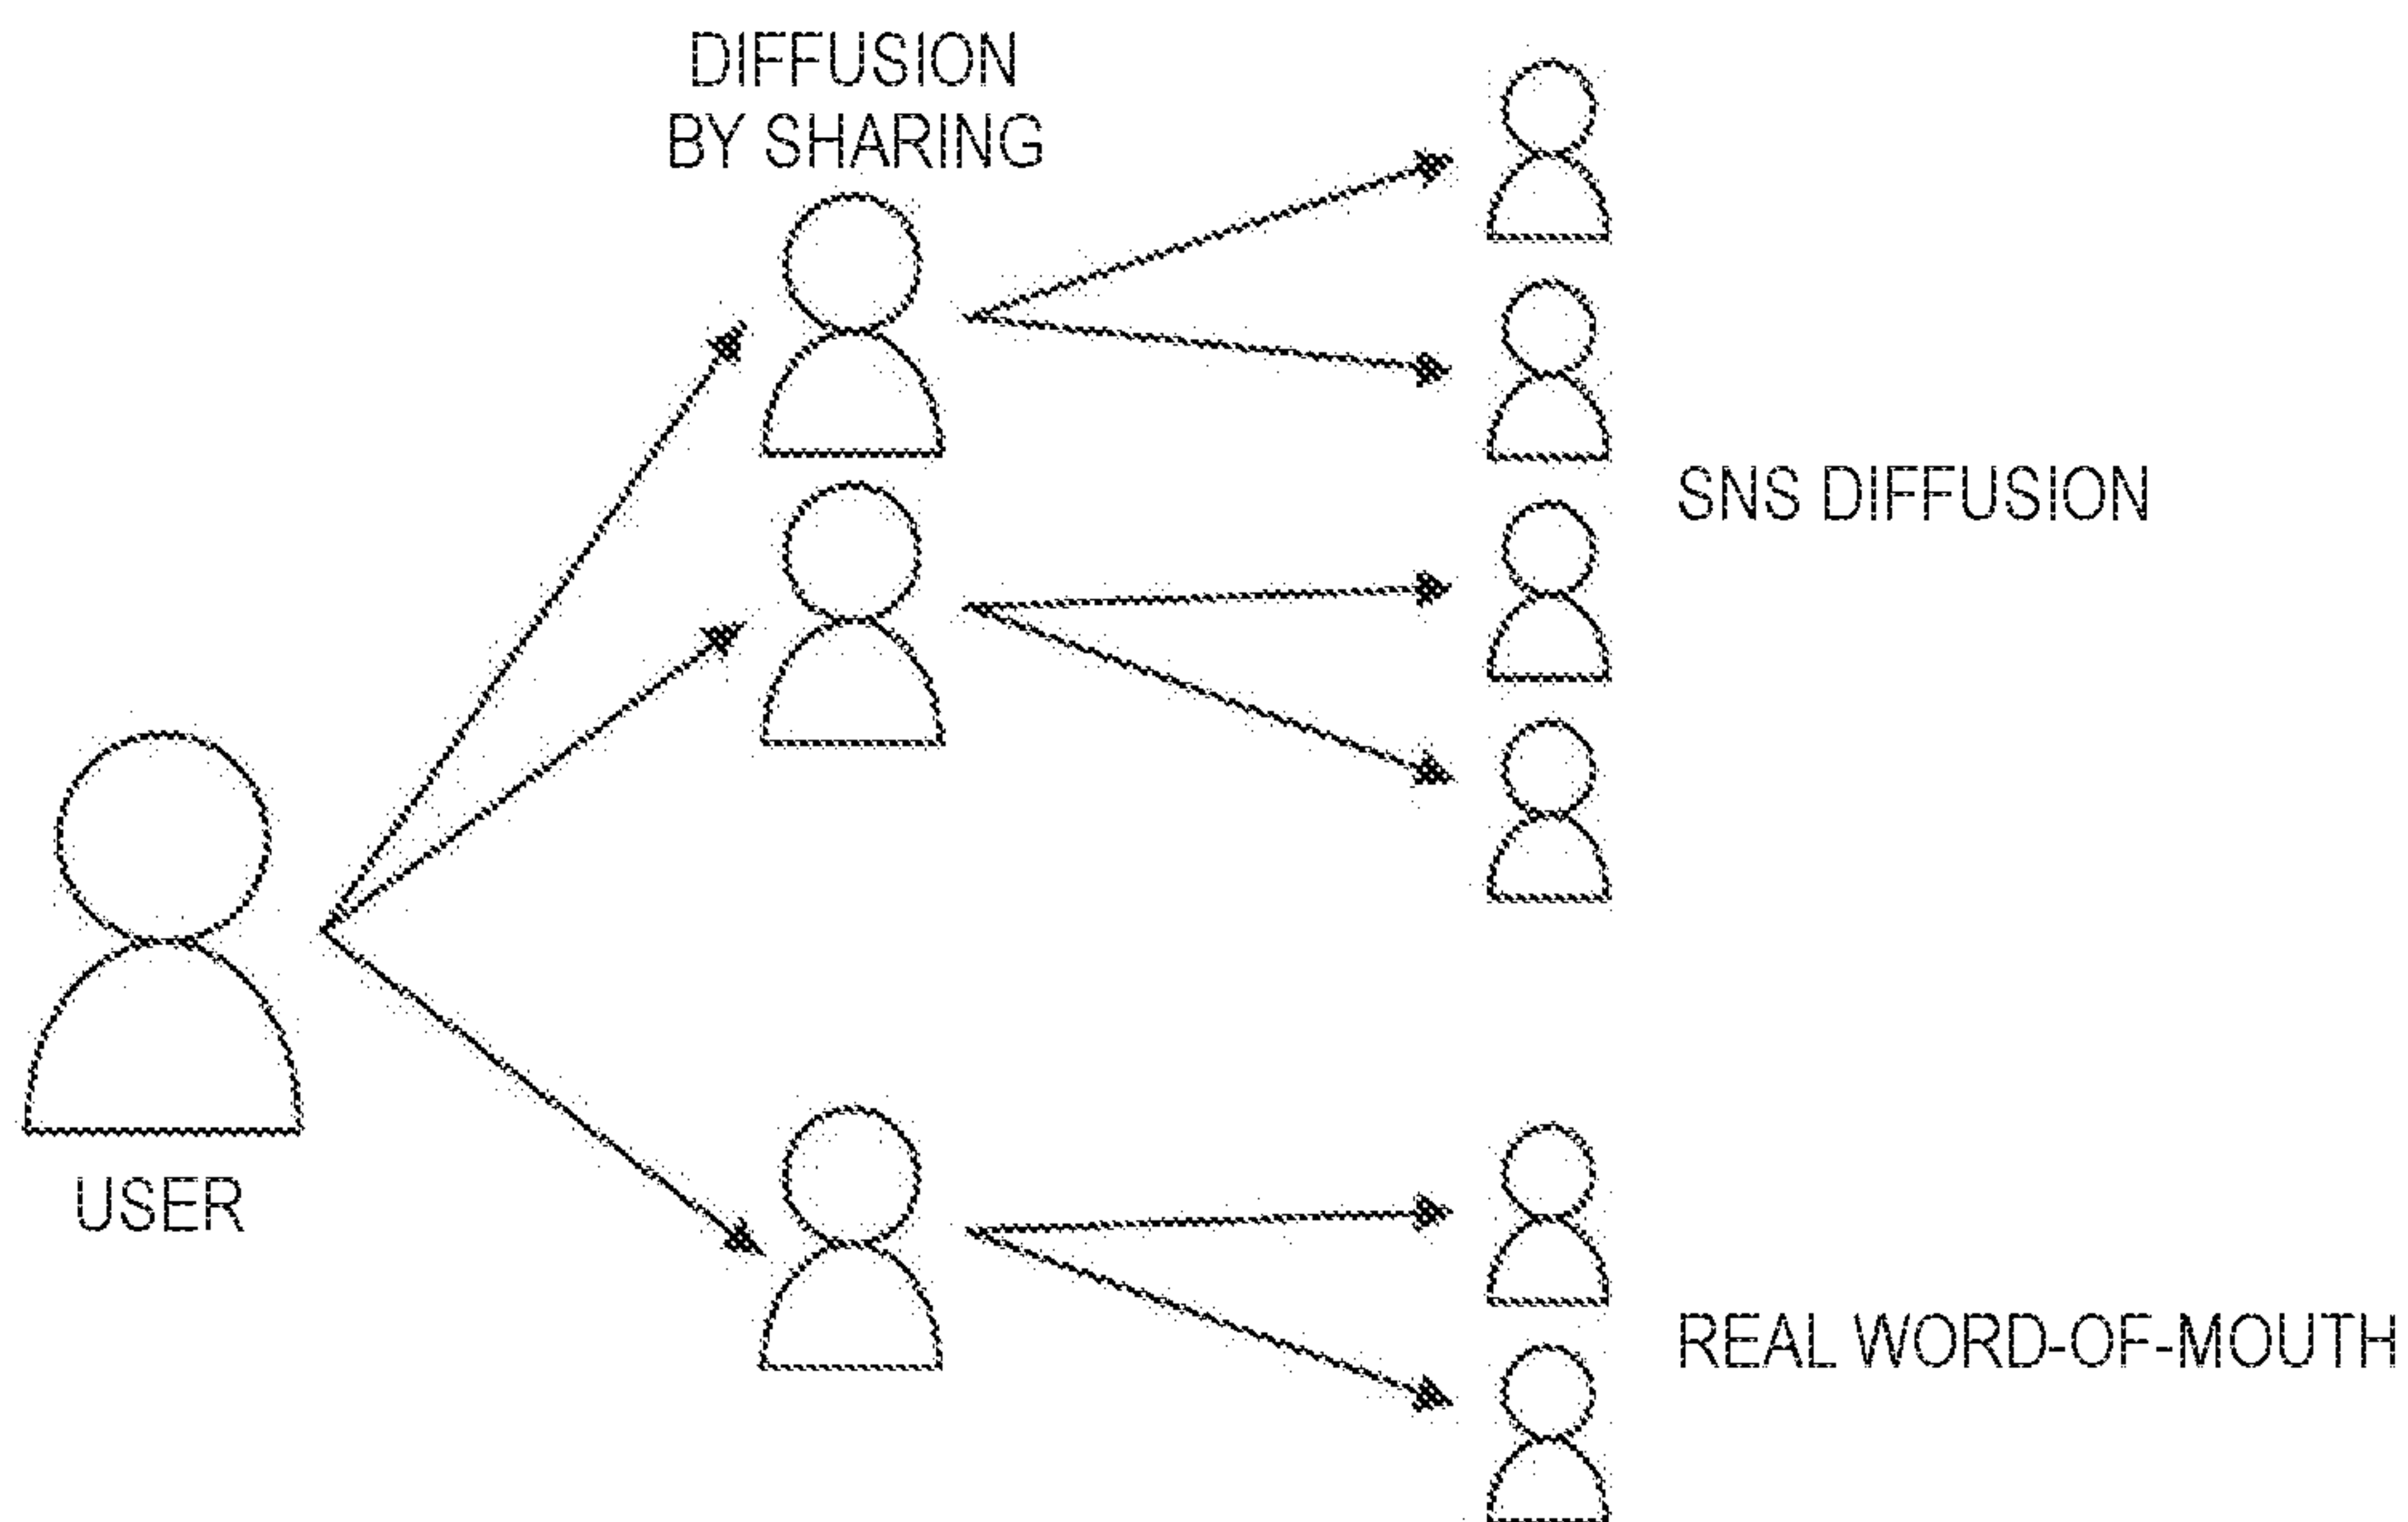 DIFFUSION
BY SHARING
SNS DIFFUSION
USER
REAL WORD-OF-MOUTH